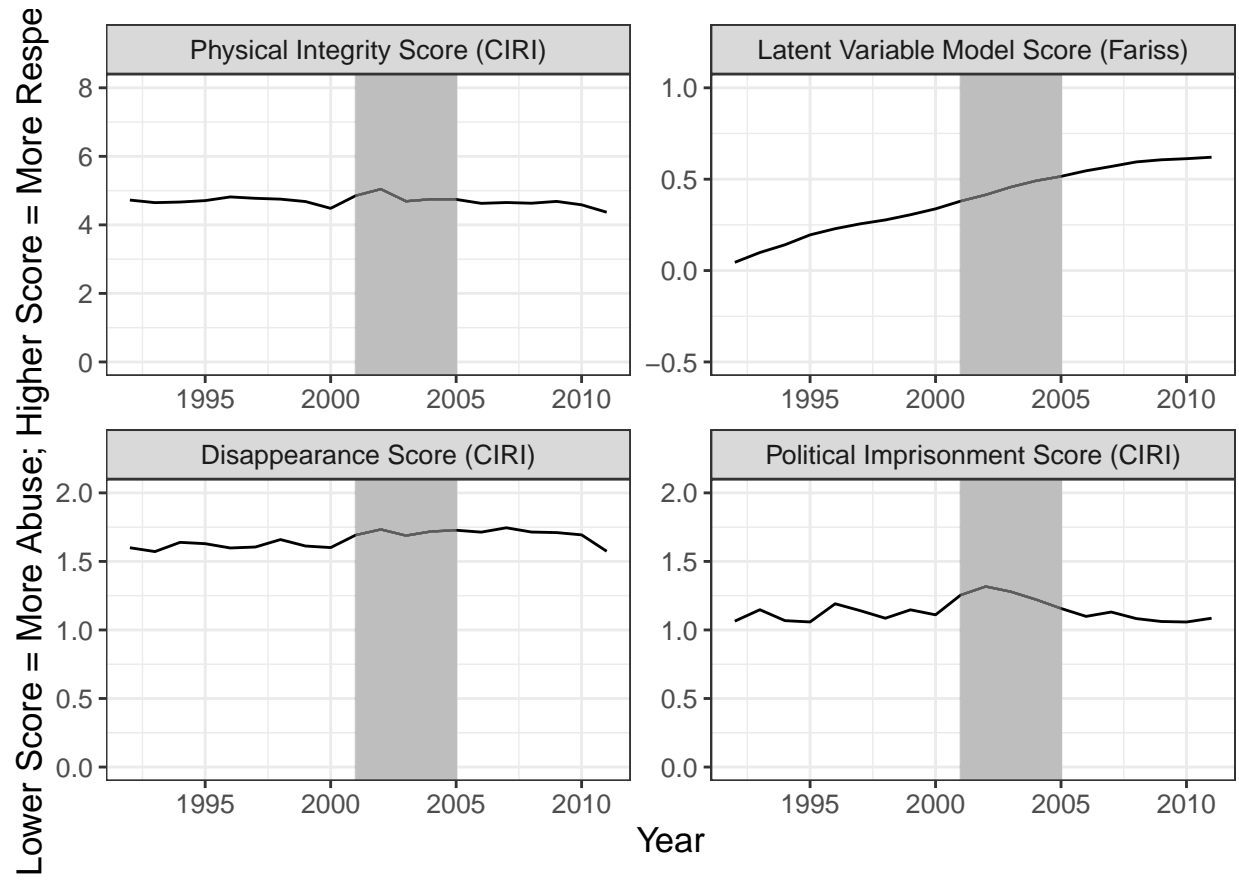 Lower Score = More Abuse; Higher Score = More Respe
Physical Integrity Score (CIRI)
8
6
4
2
0
1995 2000 2005 2010
Latent Variable Model Score (Fariss)
1.0
0.5
0.0
−0.5
1995 2000 2005 2010
Disappearance Score (CIRI)
2.0
1.5
1.0
0.5
0.0
1995 2000 2005 2010
Political Imprisonment Score (CIRI)
2.0
1.5
1.0
0.5
0.0
1995 2000 2005 2010
Year